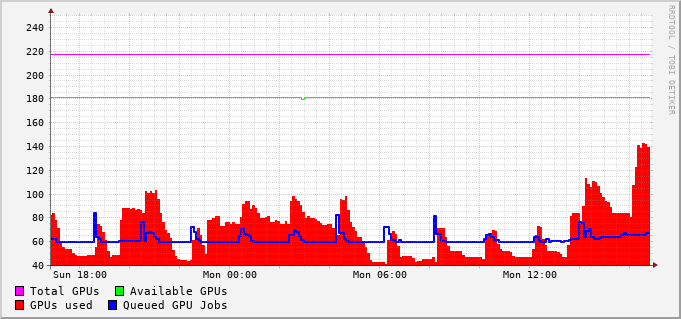 RRDTOOL / TOBI OETIKER
240
220
200
180
160
140
120
100
80
60
40
Sun 18:00 Mon 00:00 Mon 06:00 Mon 12:00
Total GPUs Available GPUs
GPUs used Queued GPU Jobs